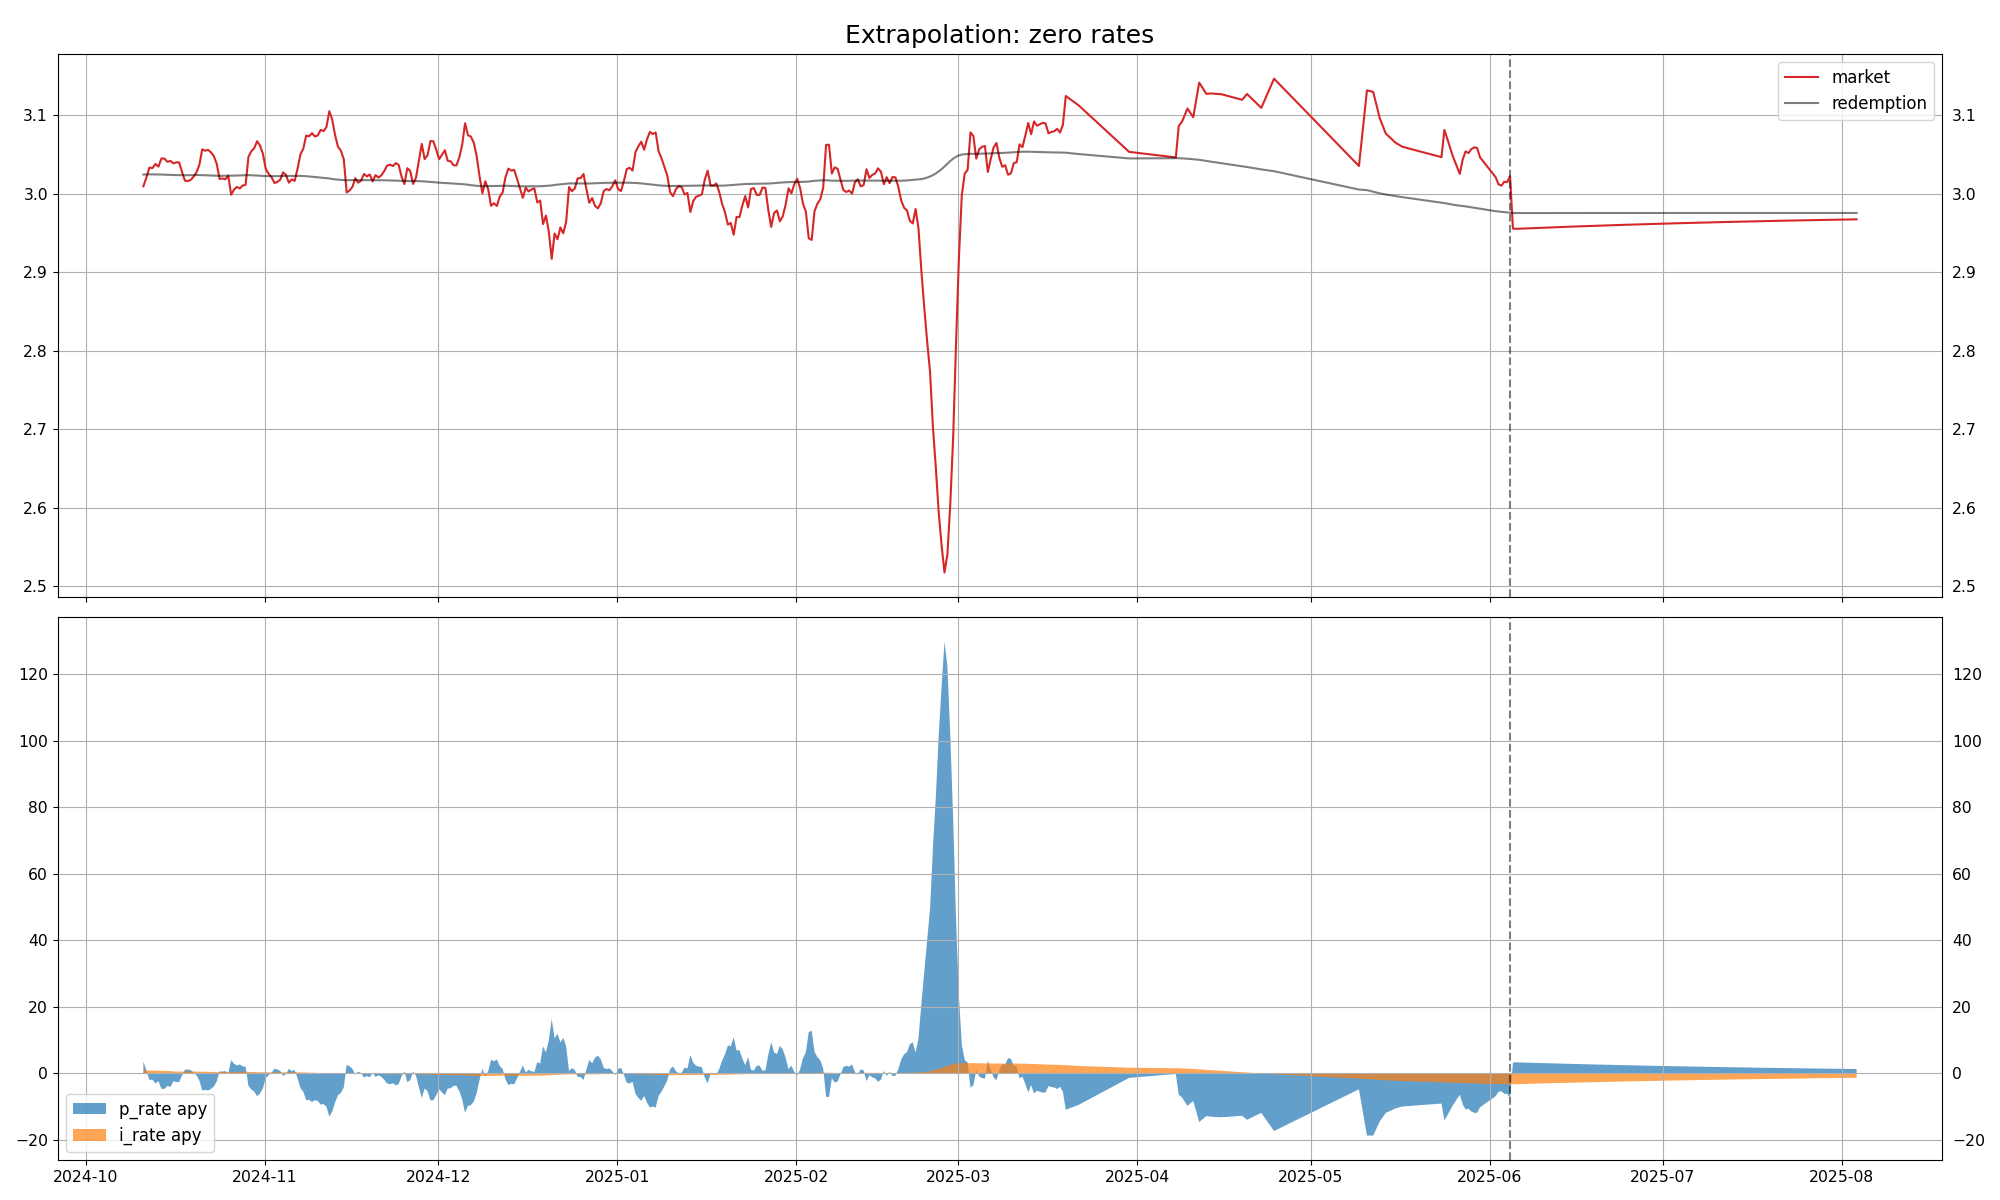 Extrapolation: zero rates
market
redemption
3.1 3.1
3.0 3.0
2.9 2.9
2.8 2.8
2.7 2.7
2.6 2.6
2.5 2.5
120 120
100 100
80 80
60 60
40 40
20 20
0 0
−20 −20
p_rate apy
i_rate apy
2024-10 2024-11 2024-12 2025-01 2025-02 2025-03 2025-04 2025-05 2025-06 2025-07 2025-08